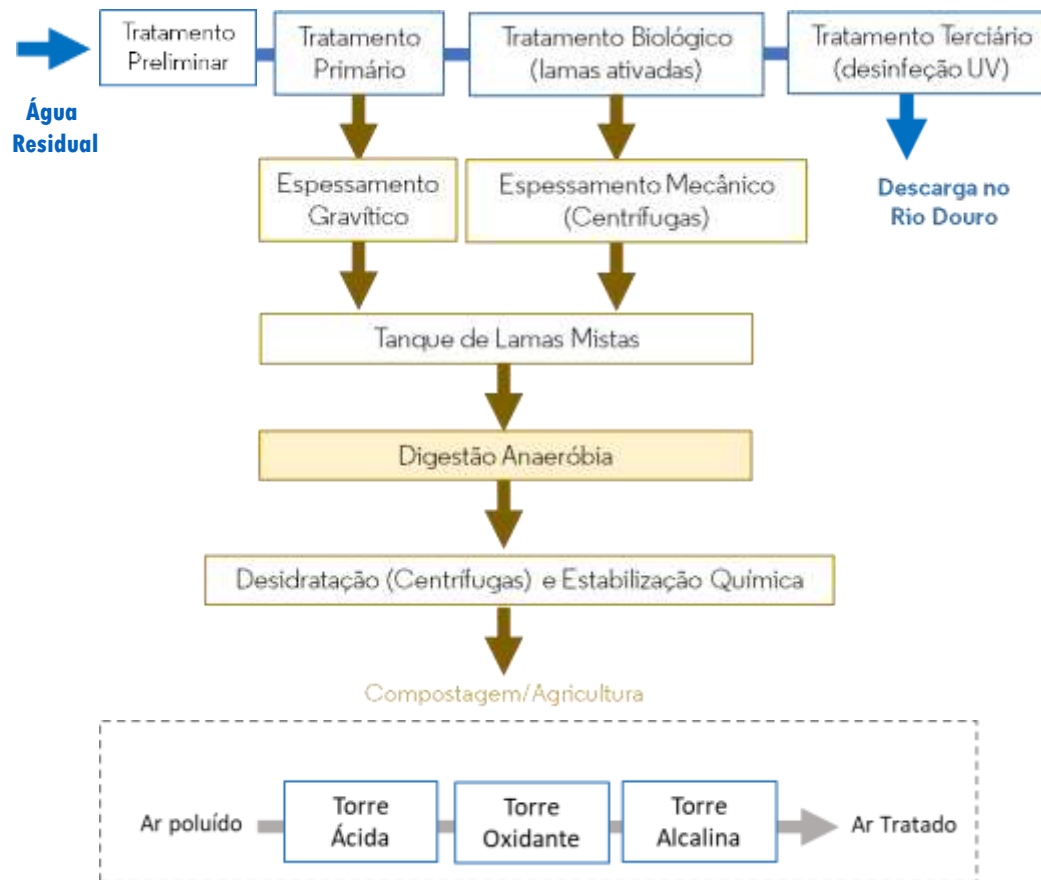 Tratamento
Preliminar
Tratamento
Primário
Tratamento Biológico
(lamas ativadas)
Tratamento Terciário
(desinfeção UV)
Água
Residual
Espessamento
Gravítico
Espessamento Mecânico
(Centrífugas)
Descarga no
Rio Douro
Tanque de Lamas Mistas
Digestão Anaeróbia
Desidratação (Centrífugas) e Estabilização Química
Compostagem/Agricultura
Ar poluído
Torre
Ácida
Torre
Oxidante
Torre
Alcalina
Ar Tratado